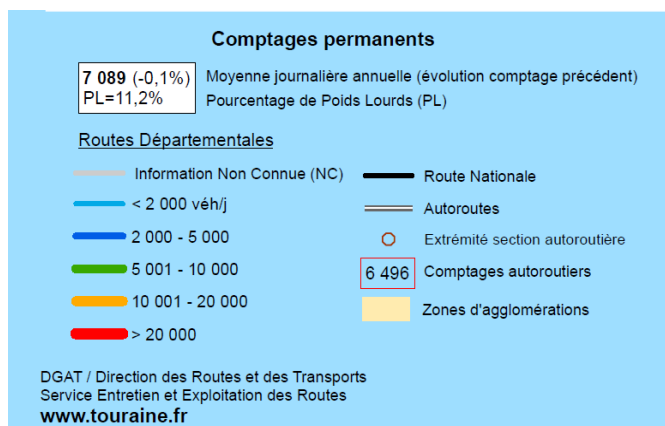 Comptages permanents
7 089 (-0,1%) Moyenne journalière annuelle (évolution comptage précédent)
PL=11,2% Pourcentage de Poids Lourds (PL)
Routes Départementales
Information Non Connue (NC) Route Nationale
< 2 000 véh/j Autoroutes
2 000 - 5 000 Extrémité section autoroutière
5 001 - 10 000 6 496 Comptages autoroutiers
10 001 - 20 000 Zones d'agglomérations
> 20 000
DGAT / Direction des Routes et des Transports
Service Entretien et Exploitation des Routes
www.touraine.fr